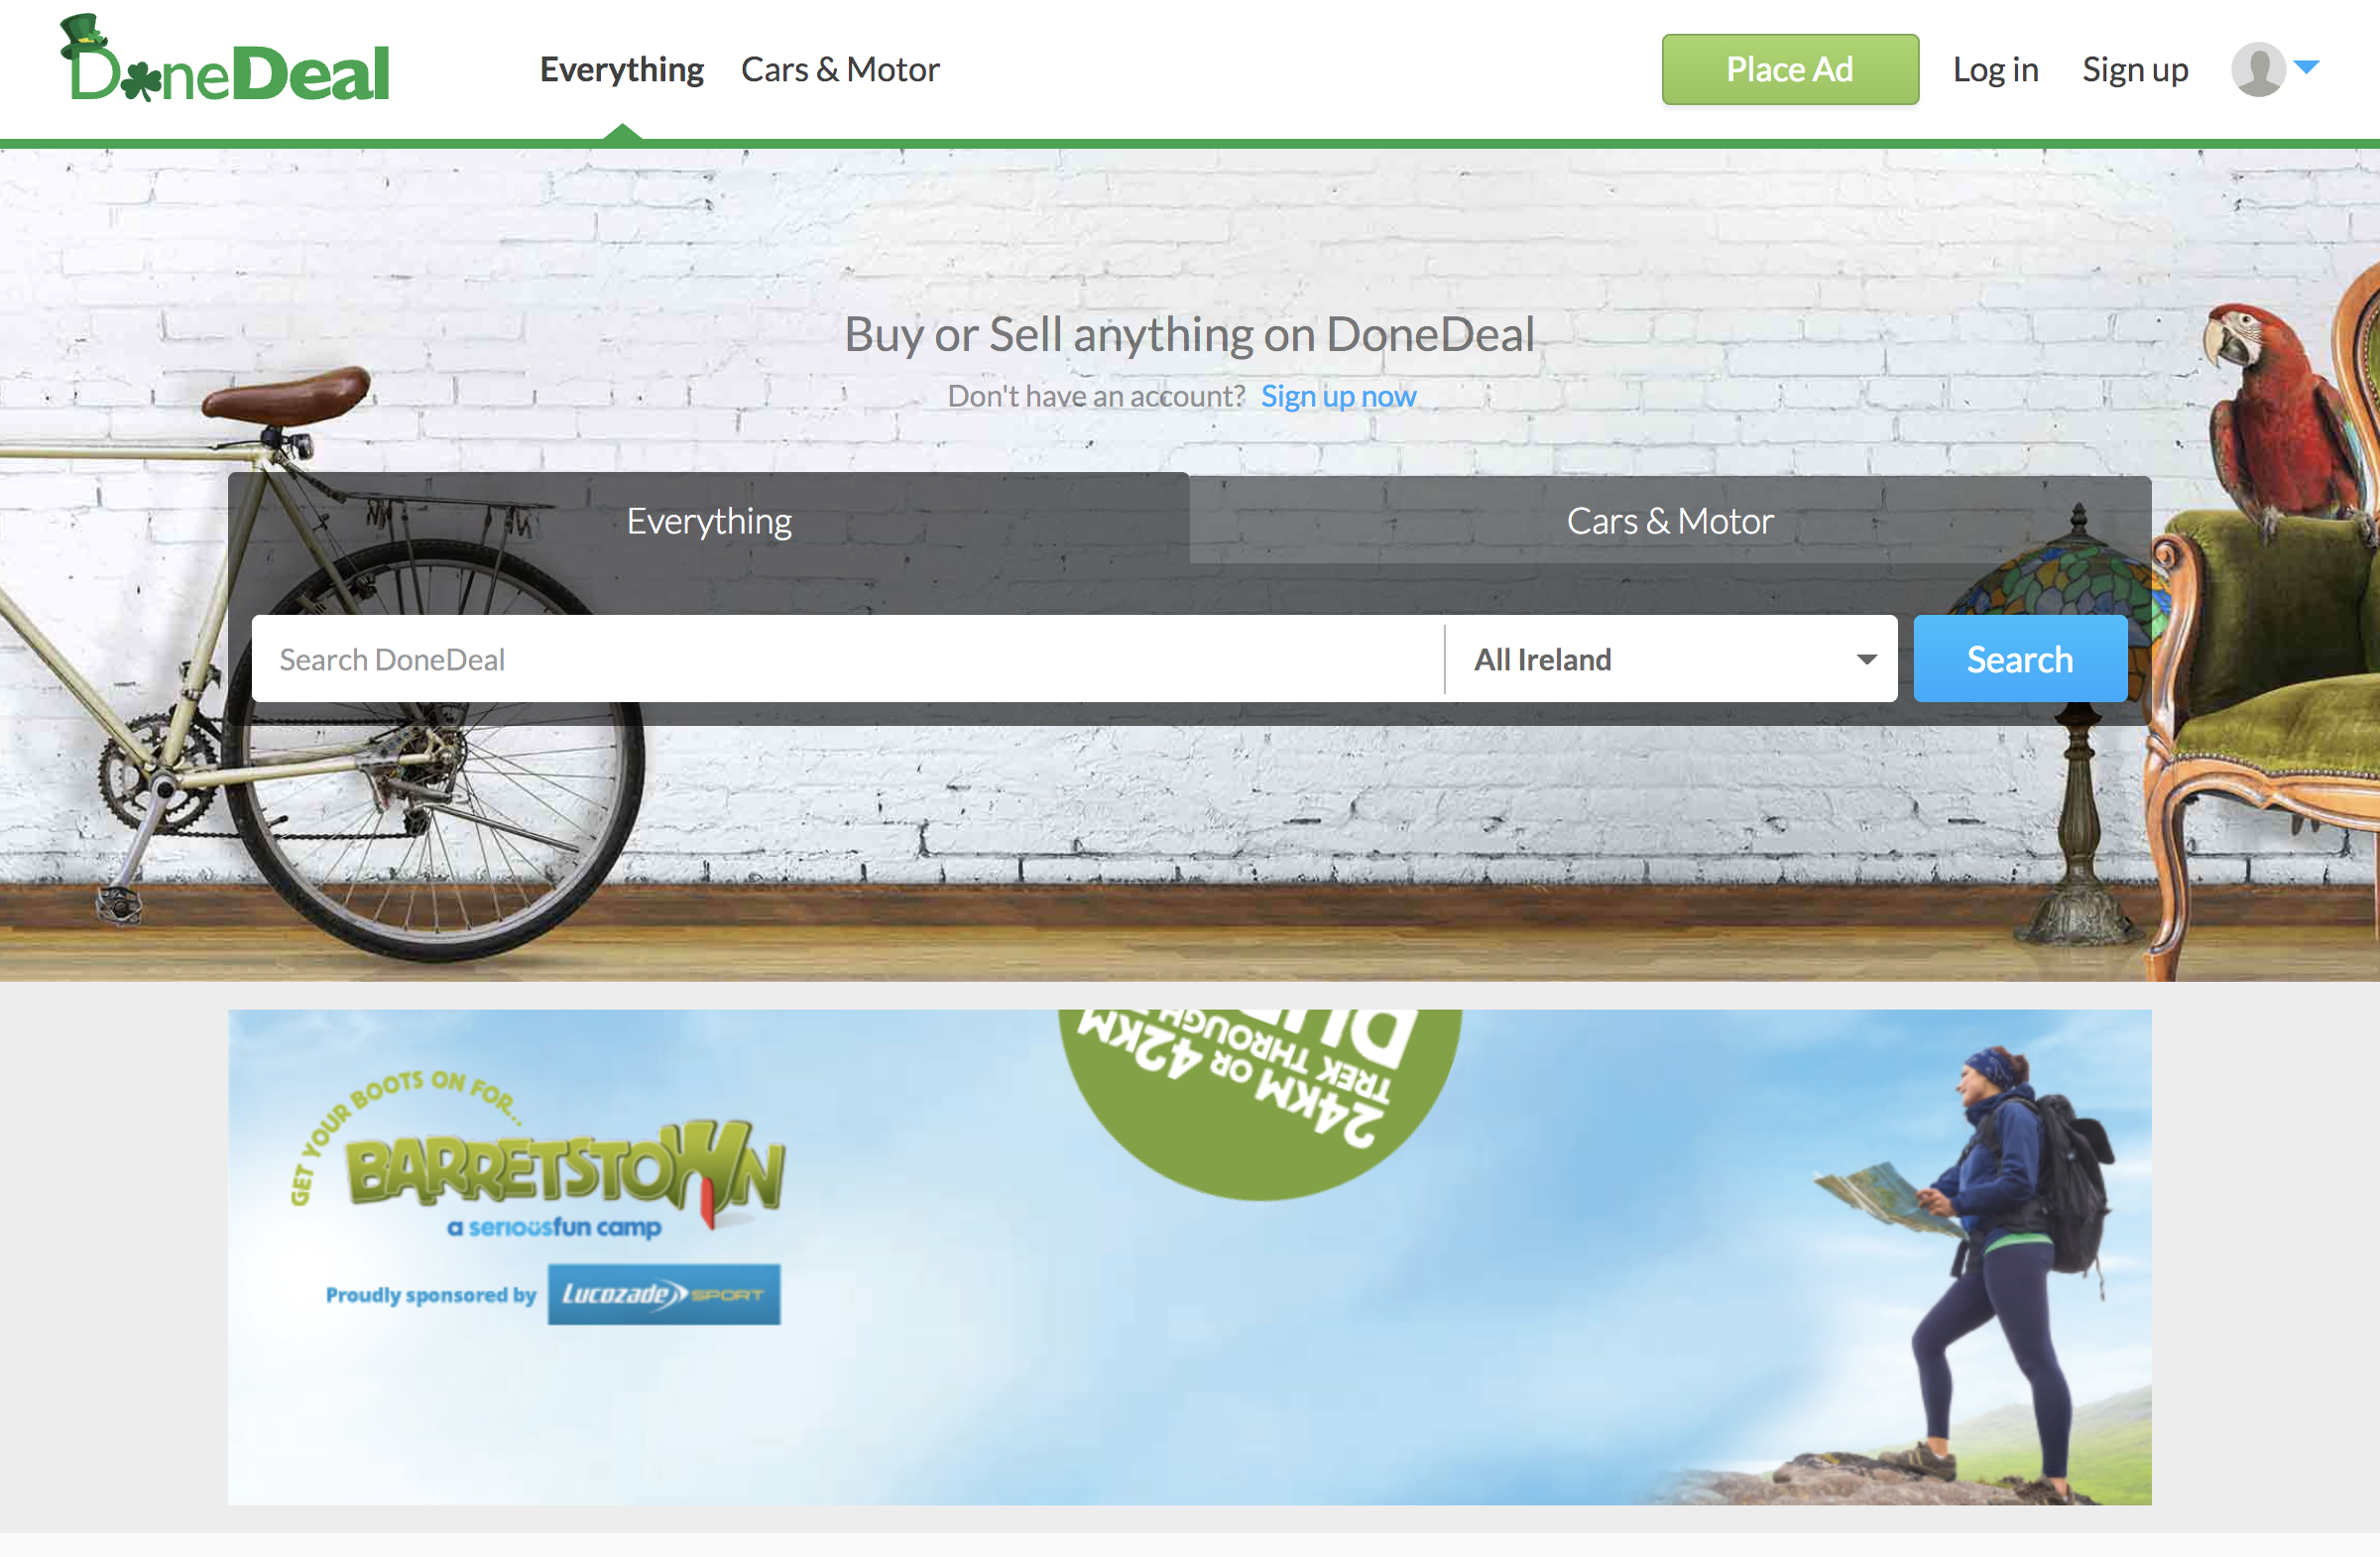 DoneDeal
Everything
Cars & Motor
Place Ad
Log in
Sign up
Buy or Sell anything on DoneDeal
Don't have an account? Sign up now
Everything
Cars & Motor
Search DoneDeal
All Ireland
Search
GET YOUR BOOTS ON FOR...
BARRETSTOWN
a seriousfun camp
Proudly sponsored by
Lucozade SPORT
24KM OR 42KM
TREK THROUGH